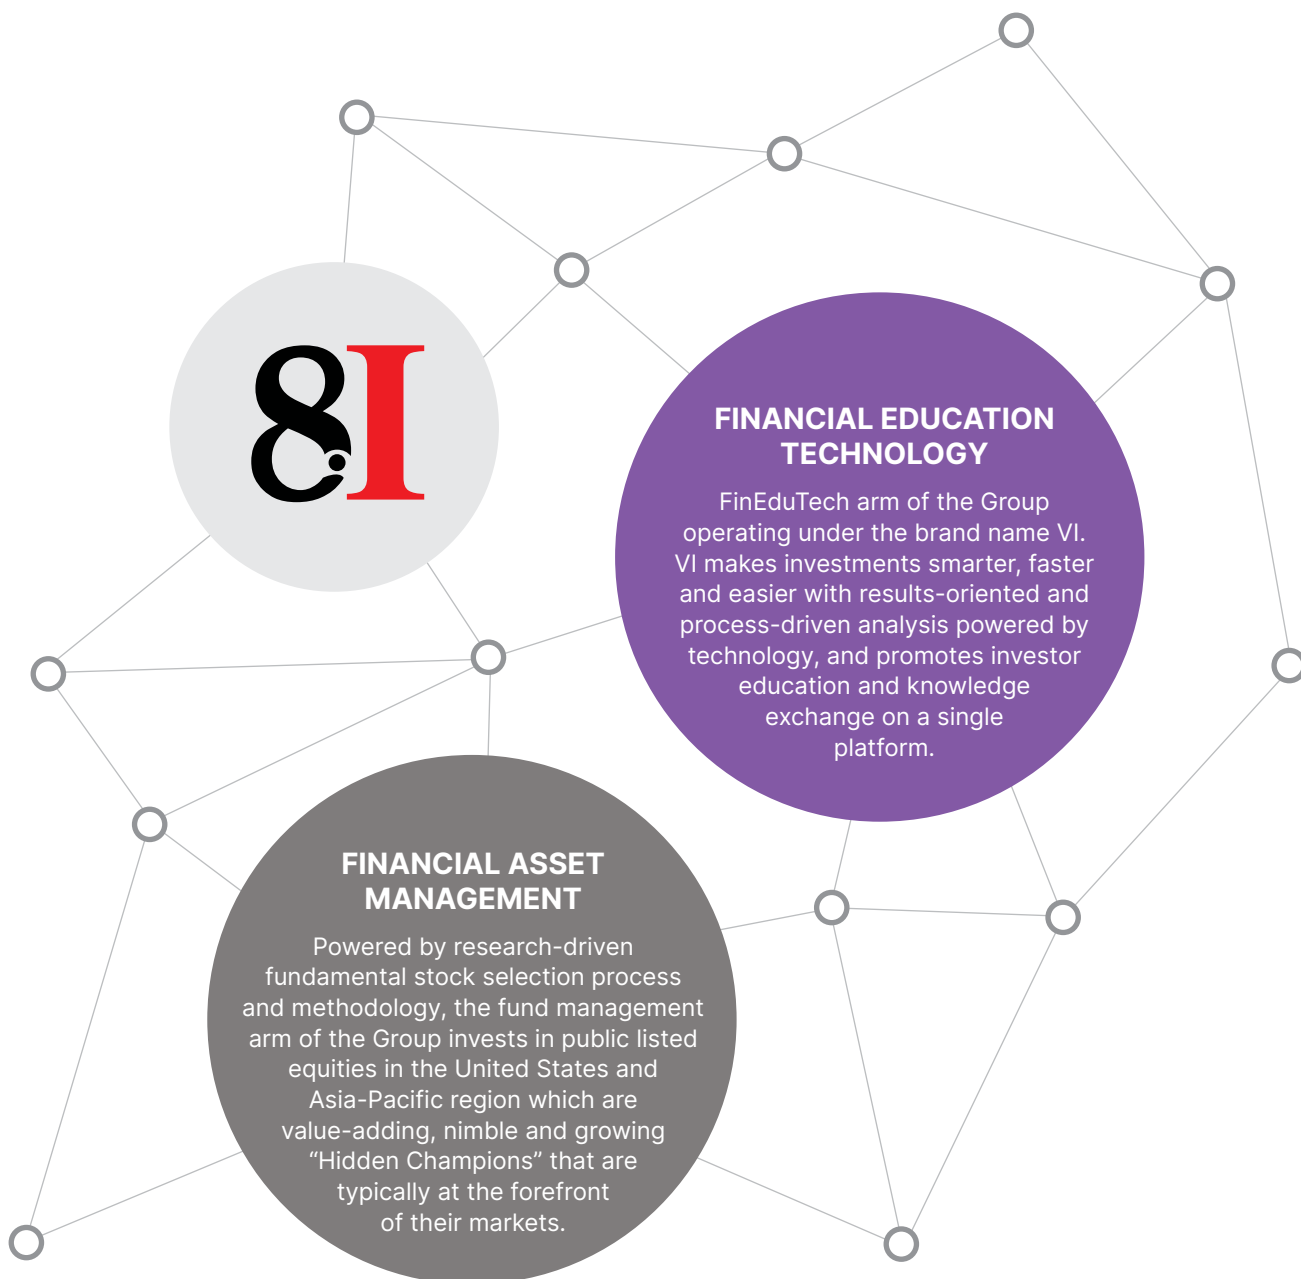 8I
FINANCIAL EDUCATION
TECHNOLOGY
FinEduTech arm of the Group
operating under the brand name VI.
VI makes investments smarter, faster
and easier with results-oriented and
process-driven analysis powered by
technology, and promotes investor
education and knowledge
exchange on a single
platform.
FINANCIAL ASSET
MANAGEMENT
Powered by research-driven
fundamental stock selection process
and methodology, the fund management
arm of the Group invests in public listed
equities in the United States and
Asia-Pacific region which are
value-adding, nimble and growing
“Hidden Champions” that are
typically at the forefront
of their markets.